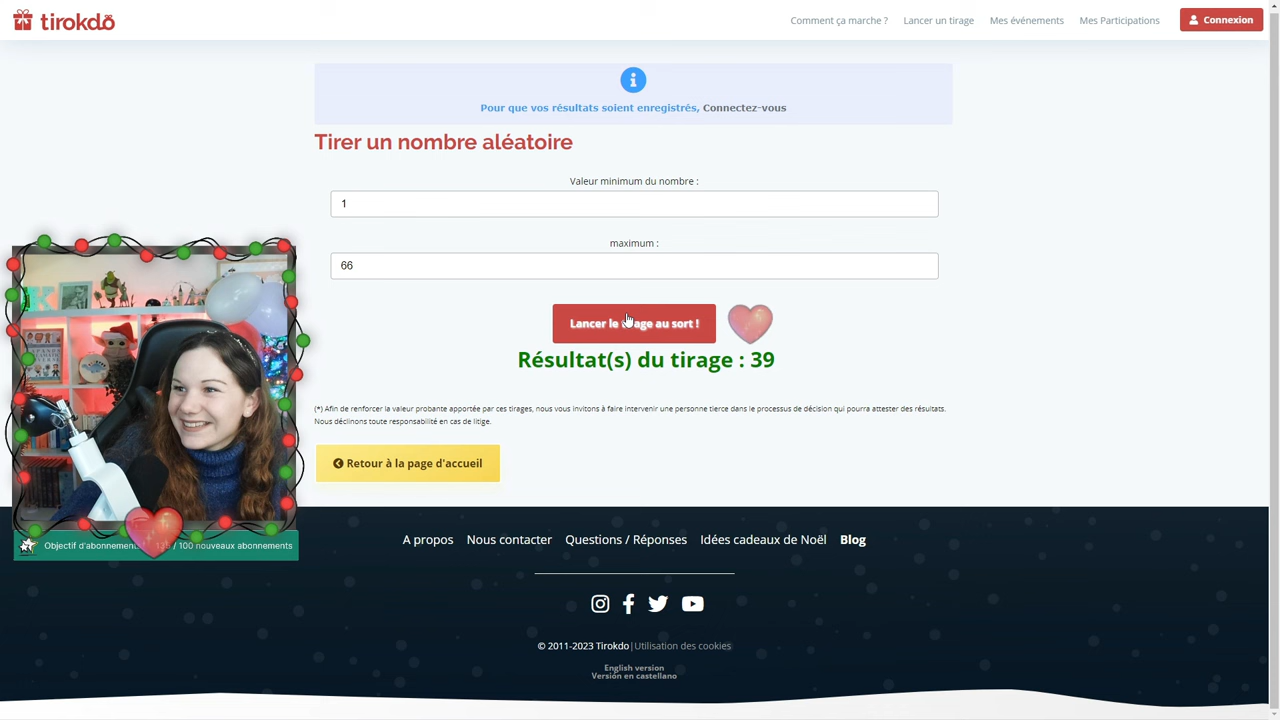 tirokdo
Comment ça marche ?
Lancer un tirage
Mes événements
Mes Participations
Connexion
Pour que vos résultats soient enregistrés, Connectez-vous
Tirer un nombre aléatoire
Valeur minimum du nombre :
1
maximum :
66
Lancer le tirage au sort !
Résultat(s) du tirage : 39
(*) Afin de renforcer la valeur probante apportée par ces tirages, nous vous invitons à faire intervenir une personne tierce dans le processus de décision qui pourra attester des résultats.
Nous déclinons toute responsabilité en cas de litige.
Retour à la page d'accueil
Objectif d'abonnements / 100 nouveaux abonnements
A propos
Nous contacter
Questions / Réponses
Idées cadeaux de Noël
Blog
© 2011-2023 Tirokdo|Utilisation des cookies
English version
Versión en castellano